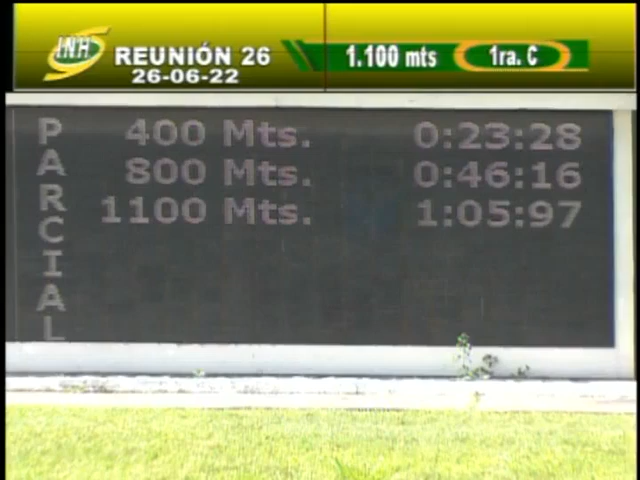 INH
REUNIÓN 26
26-06-22
1.100 mts
1ra. C
PARCIAL
400 Mts. 0:23:28
800 Mts. 0:46:16
1100 Mts. 1:05:97